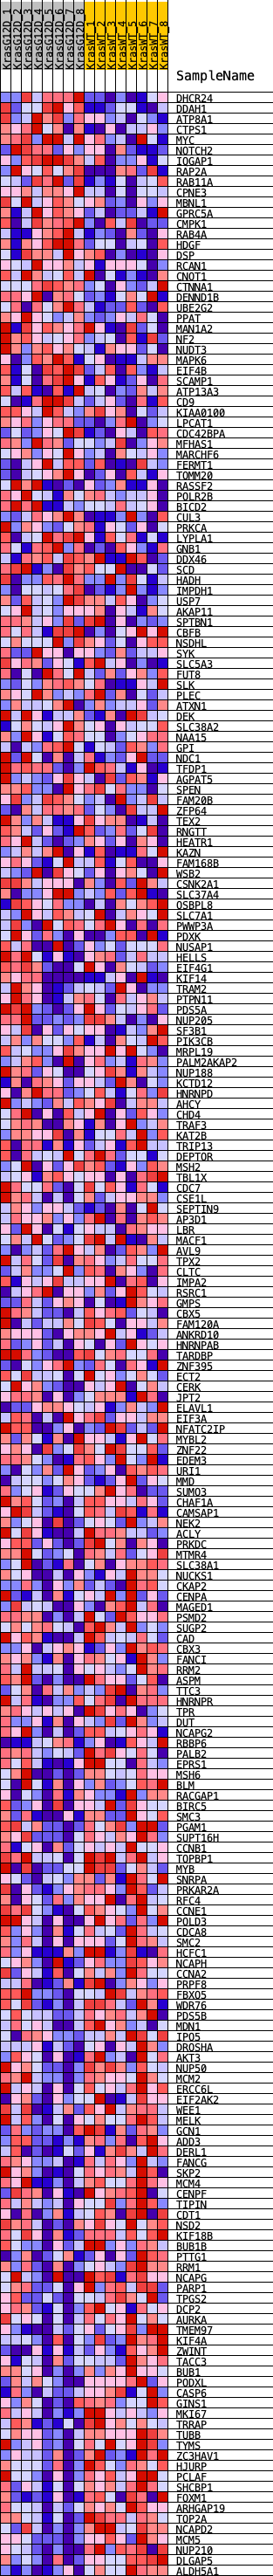 KrasG12D_1
KrasG12D_2
KrasG12D_3
KrasG12D_4
KrasG12D_5
KrasG12D_6
KrasG12D_7
KrasG12D_8
KrasWT_1
KrasWT_2
KrasWT_3
KrasWT_4
KrasWT_5
KrasWT_6
KrasWT_7
KrasWT_8
SampleName
DHCR24
DDAH1
ATP8A1
CTPS1
MYC
NOTCH2
IQGAP1
RAP2A
RAB11A
CPNE3
MBNL1
GPRC5A
CMPK1
RAB4A
HDGF
DSP
RCAN1
CNOT1
CTNNA1
DENND1B
UBE2G2
PPAT
MAN1A2
NF2
NUDT3
MAPK6
EIF4B
SCAMP1
ATP13A3
CD9
KIAA0100
LPCAT1
CDC42BPA
MFHAS1
MARCHF6
FERMT1
TOMM20
RASSF2
POLR2B
BICD2
CUL3
PRKCA
LYPLA1
GNB1
DDX46
SCD
HADH
IMPDH1
USP7
AKAP11
SPTBN1
CBFB
NSDHL
SYK
SLC5A3
FUT8
SLK
PLEC
ATXN1
DEK
SLC38A2
NAA15
GPI
NDC1
TFDP1
AGPAT5
SPEN
FAM20B
ZFP64
TEX2
RNGTT
HEATR1
KAZN
FAM168B
WSB2
CSNK2A1
SLC37A4
OSBPL8
SLC7A1
PWWP3A
PDXK
NUSAP1
HELLS
EIF4G1
KIF14
TRAM2
PTPN11
PDS5A
NUP205
SF3B1
PIK3CB
MRPL19
PALM2AKAP2
NUP188
KCTD12
HNRNPD
AHCY
CHD4
TRAF3
KAT2B
TRIP13
DEPTOR
MSH2
TBL1X
CDC7
CSE1L
SEPTIN9
AP3D1
LBR
MACF1
AVL9
TPX2
CLTC
IMPA2
RSRC1
GMPS
CBX5
FAM120A
ANKRD10
HNRNPAB
TARDBP
ZNF395
ECT2
CERK
JPT2
ELAVL1
EIF3A
NFATC2IP
MYBL2
ZNF22
EDEM3
URI1
MMD
SUMO3
CHAF1A
CAMSAP1
NEK2
ACLY
PRKDC
MTMR4
SLC38A1
NUCKS1
CKAP2
CENPA
MAGED1
PSMD2
SUGP2
CAD
CBX3
FANCI
RRM2
ASPM
TTC3
HNRNPR
TPR
DUT
NCAPG2
RBBP6
PALB2
EPRS1
MSH6
BLM
RACGAP1
BIRC5
SMC3
PGAM1
SUPT16H
CCNB1
TOPBP1
MYB
SNRPA
PRKAR2A
RFC4
CCNE1
POLD3
CDCA8
SMC2
HCFC1
NCAPH
CCNA2
PRPF8
FBXO5
WDR76
PDS5B
MDN1
IPO5
DROSHA
AKT3
NUP50
MCM2
ERCC6L
EIF2AK2
WEE1
MELK
GCN1
ADD3
DERL1
FANCG
SKP2
MCM4
CENPF
TIPIN
CDT1
NSD2
KIF18B
BUB1B
PTTG1
RRM1
NCAPG
PARP1
TPGS2
DCP2
AURKA
TMEM97
KIF4A
ZWINT
TACC3
BUB1
PODXL
CASP6
GINS1
MKI67
TRRAP
TUBB
TYMS
ZC3HAV1
HJURP
PCLAF
SHCBP1
FOXM1
ARHGAP19
TOP2A
NCAPD2
MCM5
NUP210
DLGAP5
ALDH5A1